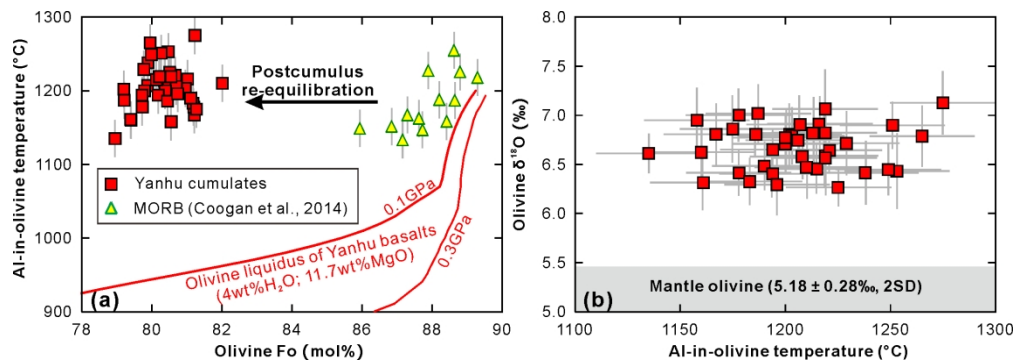 Al-in-olivine temperature (°C)
1300
1200
1100
1000
900
Postcumulus
re-equilibration
Yanhu cumulates
MORB (Coogan et al., 2014)
0.1GPa
0.3GPa
Olivine liquidus of Yanhu basalts
(4wt%H₂O; 11.7wt%MgO)
(a)
78 80 82 84 86 88 90
Olivine Fo (mol%)
Olivine δ¹⁸O (‰)
8.0
7.5
7.0
6.5
6.0
5.5
5.0
Mantle olivine (5.18 ± 0.28‰, 2SD)
(b)
1100 1150 1200 1250 1300
Al-in-olivine temperature (°C)